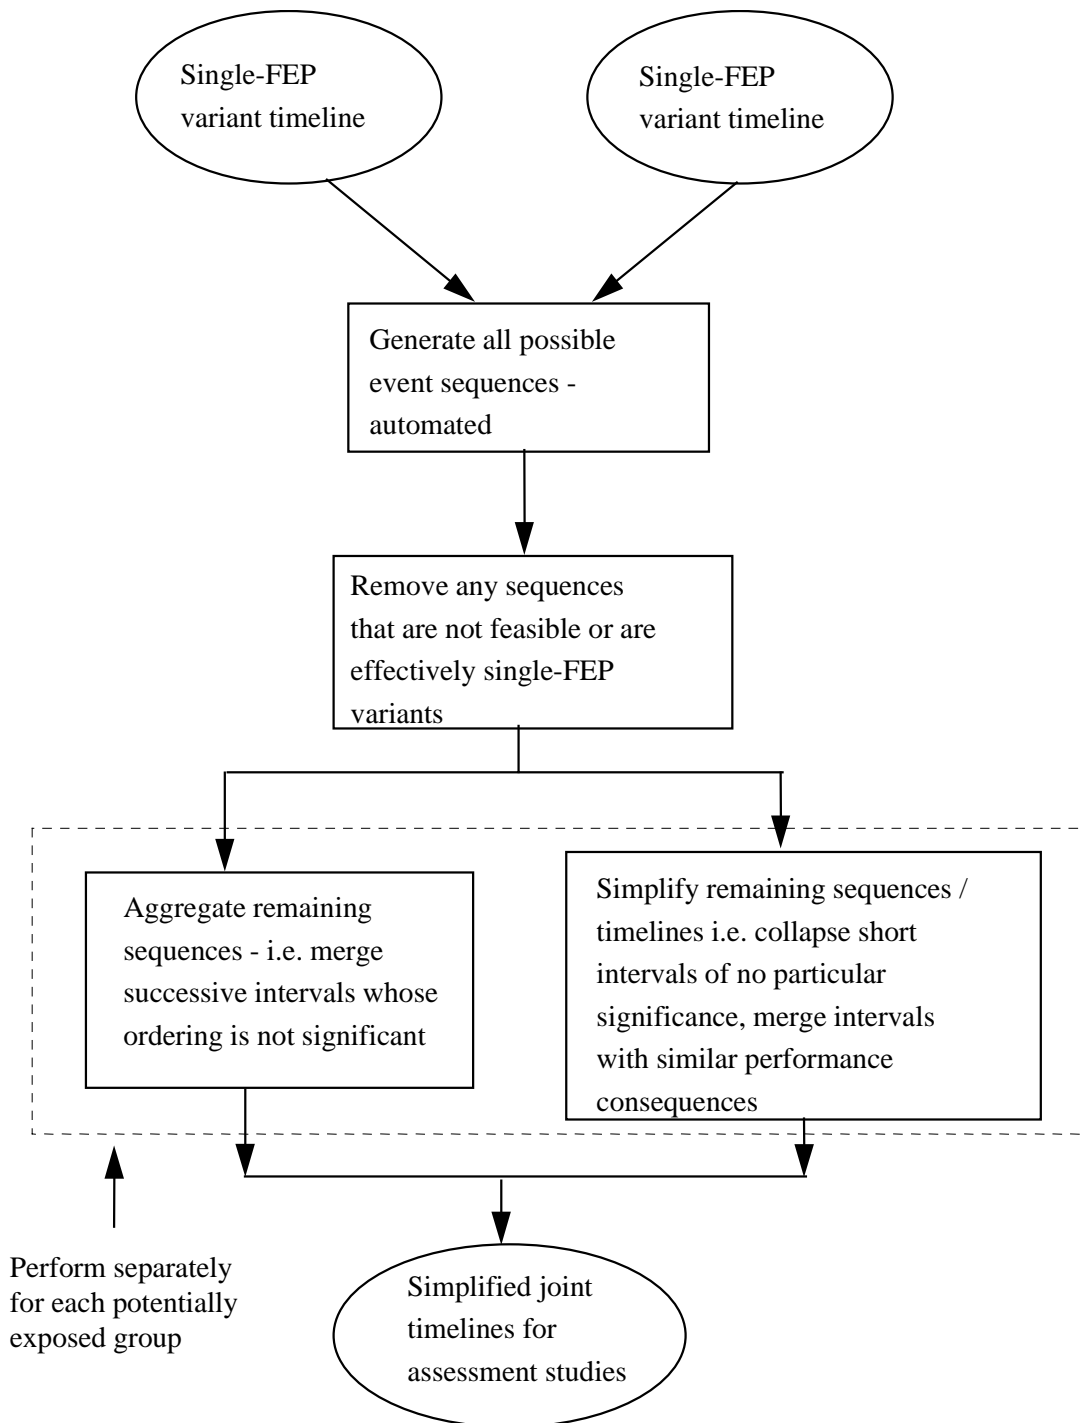 Single-FEP
variant timeline
Single-FEP
variant timeline
Generate all possible
event sequences -
automated
Remove any sequences
that are not feasible or are
effectively single-FEP
variants
Aggregate remaining
sequences - i.e. merge
successive intervals whose
ordering is not significant
Simplify remaining sequences /
timelines i.e. collapse short
intervals of no particular
significance, merge intervals
with similar performance
consequences
Perform separately
for each potentially
exposed group
Simplified joint
timelines for
assessment studies